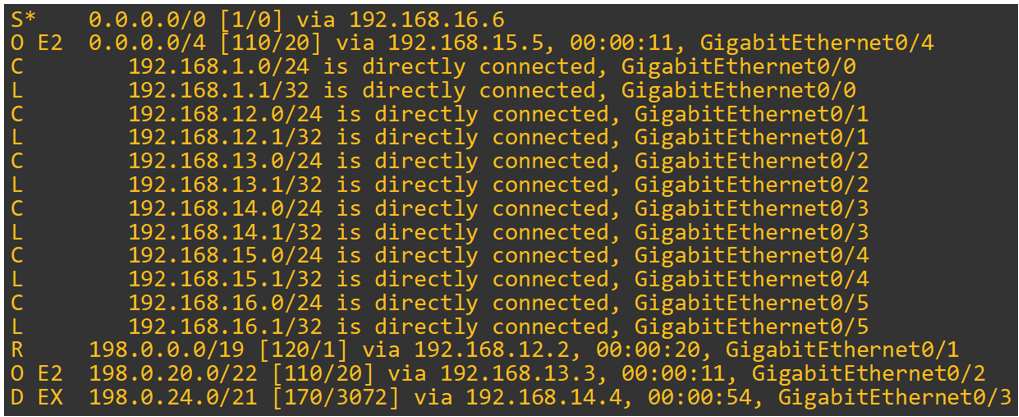 S*    0.0.0.0/0 [1/0] via 192.168.16.6
O E2  0.0.0.0/4 [110/20] via 192.168.15.5, 00:00:11, GigabitEthernet0/4
C        192.168.1.0/24 is directly connected, GigabitEthernet0/0
L        192.168.1.1/32 is directly connected, GigabitEthernet0/0
C        192.168.12.0/24 is directly connected, GigabitEthernet0/1
L        192.168.12.1/32 is directly connected, GigabitEthernet0/1
C        192.168.13.0/24 is directly connected, GigabitEthernet0/2
L        192.168.13.1/32 is directly connected, GigabitEthernet0/2
C        192.168.14.0/24 is directly connected, GigabitEthernet0/3
L        192.168.14.1/32 is directly connected, GigabitEthernet0/3
C        192.168.15.0/24 is directly connected, GigabitEthernet0/4
L        192.168.15.1/32 is directly connected, GigabitEthernet0/4
C        192.168.16.0/24 is directly connected, GigabitEthernet0/5
L        192.168.16.1/32 is directly connected, GigabitEthernet0/5
R     198.0.0.0/19 [120/1] via 192.168.12.2, 00:00:20, GigabitEthernet0/1
O E2  198.0.20.0/22 [110/20] via 192.168.13.3, 00:00:11, GigabitEthernet0/2
D EX  198.0.24.0/21 [170/3072] via 192.168.14.4, 00:00:54, GigabitEthernet0/3